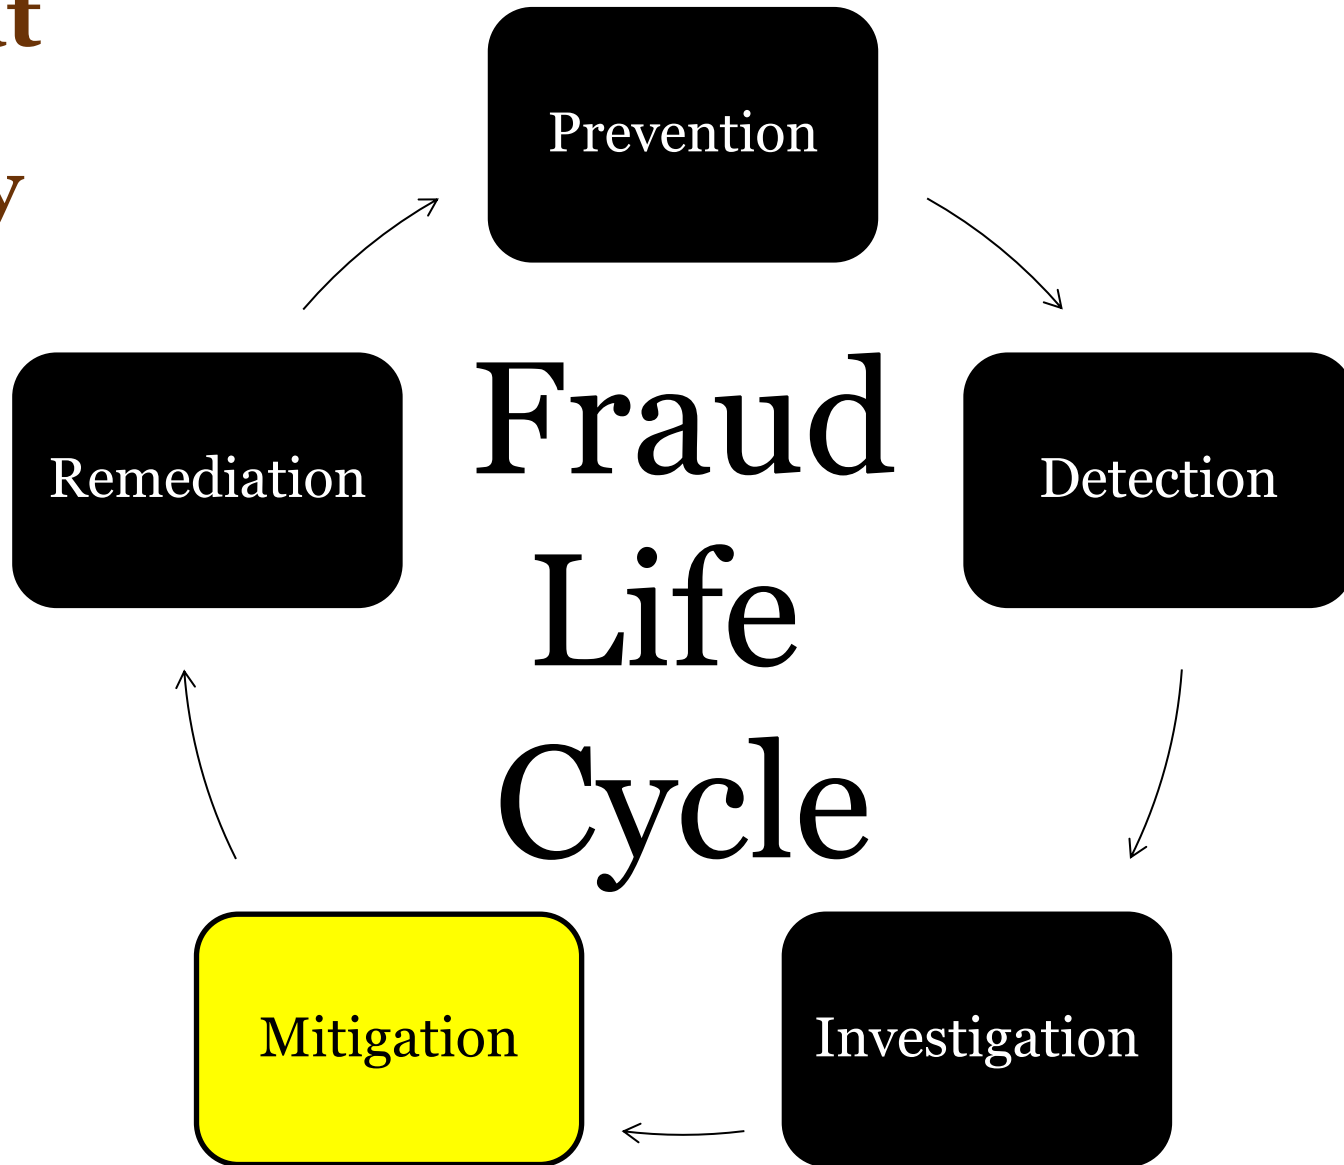 Prevention
Remediation
Detection
Fraud
Life
Cycle
Mitigation
Investigation